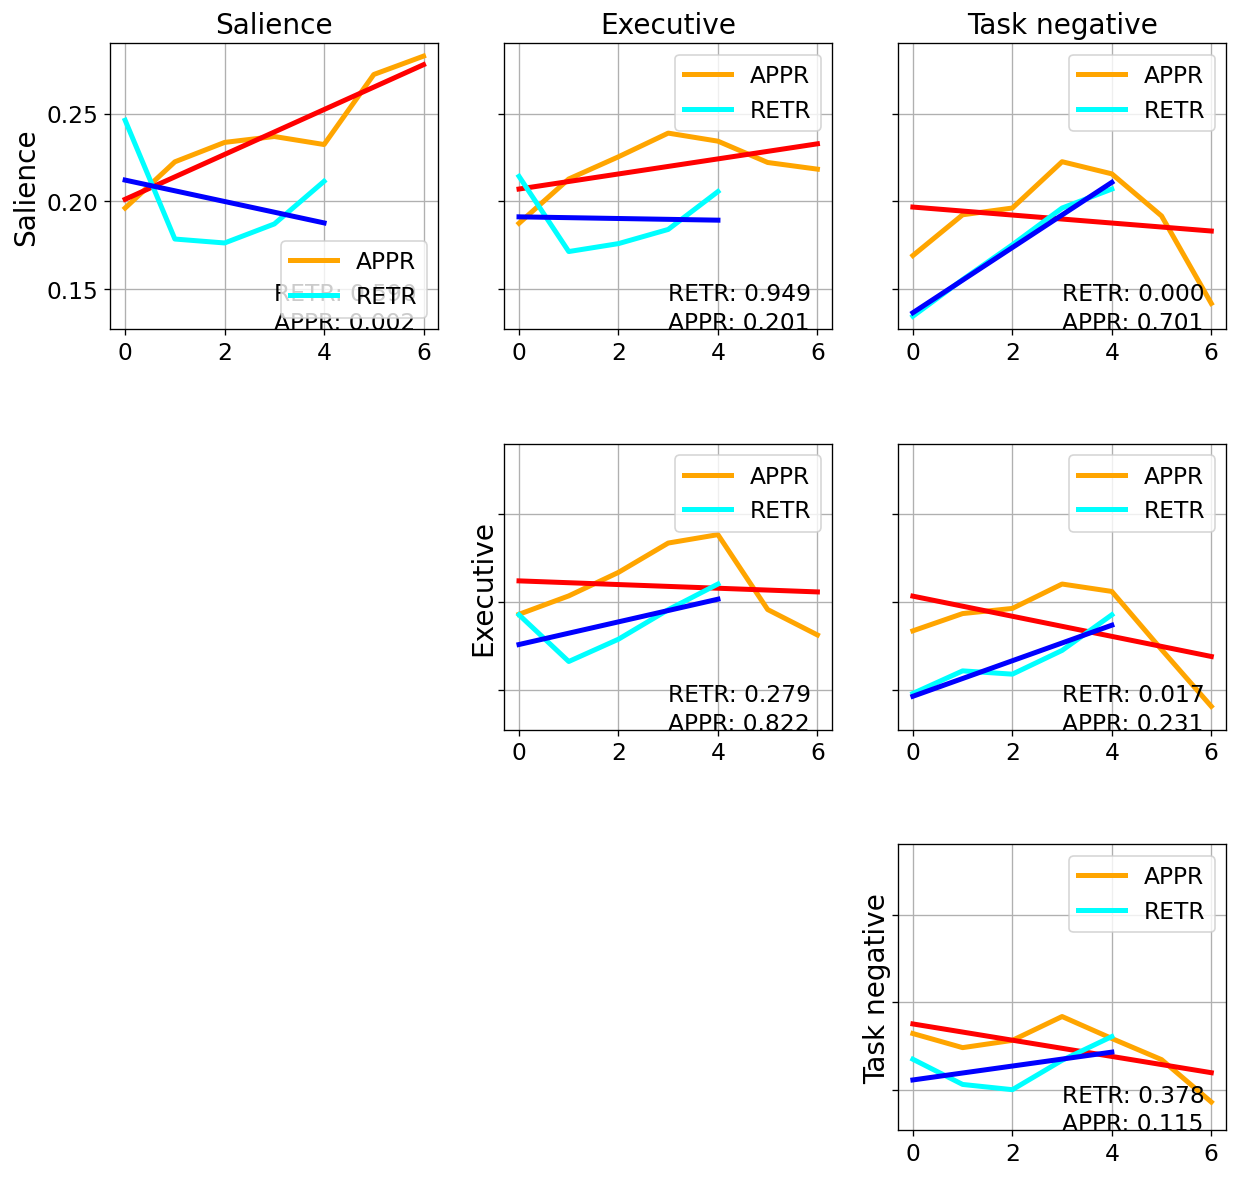 Salience
Executive
Task negative
Salience
0.25
0.20
0.15
APPR
RETR
RETR:
APPR: 0.002
0
2
4
6
APPR
RETR
RETR: 0.949
APPR: 0.201
0
2
4
6
APPR
RETR
RETR: 0.000
APPR: 0.701
0
2
4
6
Executive
APPR
RETR
RETR: 0.279
APPR: 0.822
0
2
4
6
APPR
RETR
RETR: 0.017
APPR: 0.231
0
2
4
6
Task negative
APPR
RETR
RETR: 0.378
APPR: 0.115
0
2
4
6